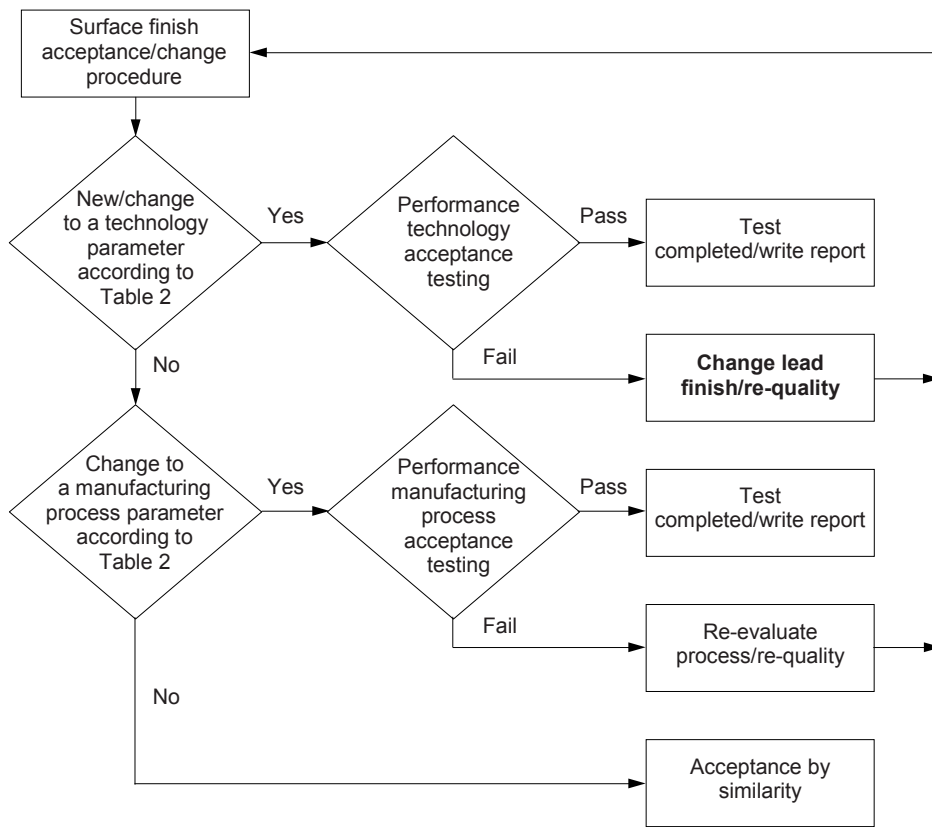 Surface finish
acceptance/change
procedure
New/change
to a technology
parameter
according to
Table 2
Yes
Performance
technology
acceptance
testing
Pass
Test
completed/write report
Fail
Change lead
finish/re-quality
No
Change to
a manufacturing
process parameter
according to
Table 2
Yes
Performance
manufacturing
process
acceptance
testing
Pass
Test
completed/write report
Fail
Re-evaluate
process/re-quality
No
Acceptance by
similarity